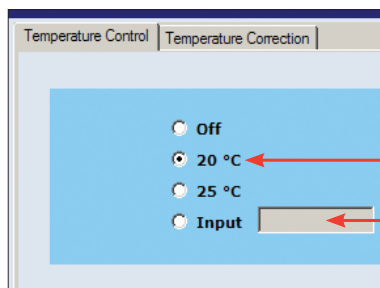 Temperature Control Temperature Correction
Off
20 °C
25 °C
Input